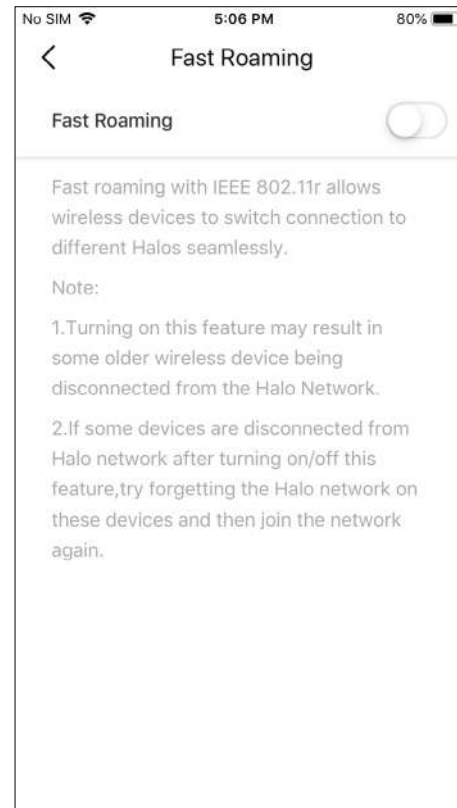 No SIM 5:06 PM 80%
Fast Roaming
Fast Roaming
Fast roaming with IEEE 802.11r allows
wireless devices to switch connection to
different Halos seamlessly.
Note:
1.Turning on this feature may result in
some older wireless device being
disconnected from the Halo Network.
2.If some devices are disconnected from
Halo network after turning on/off this
feature,try forgetting the Halo network on
these devices and then join the network
again.